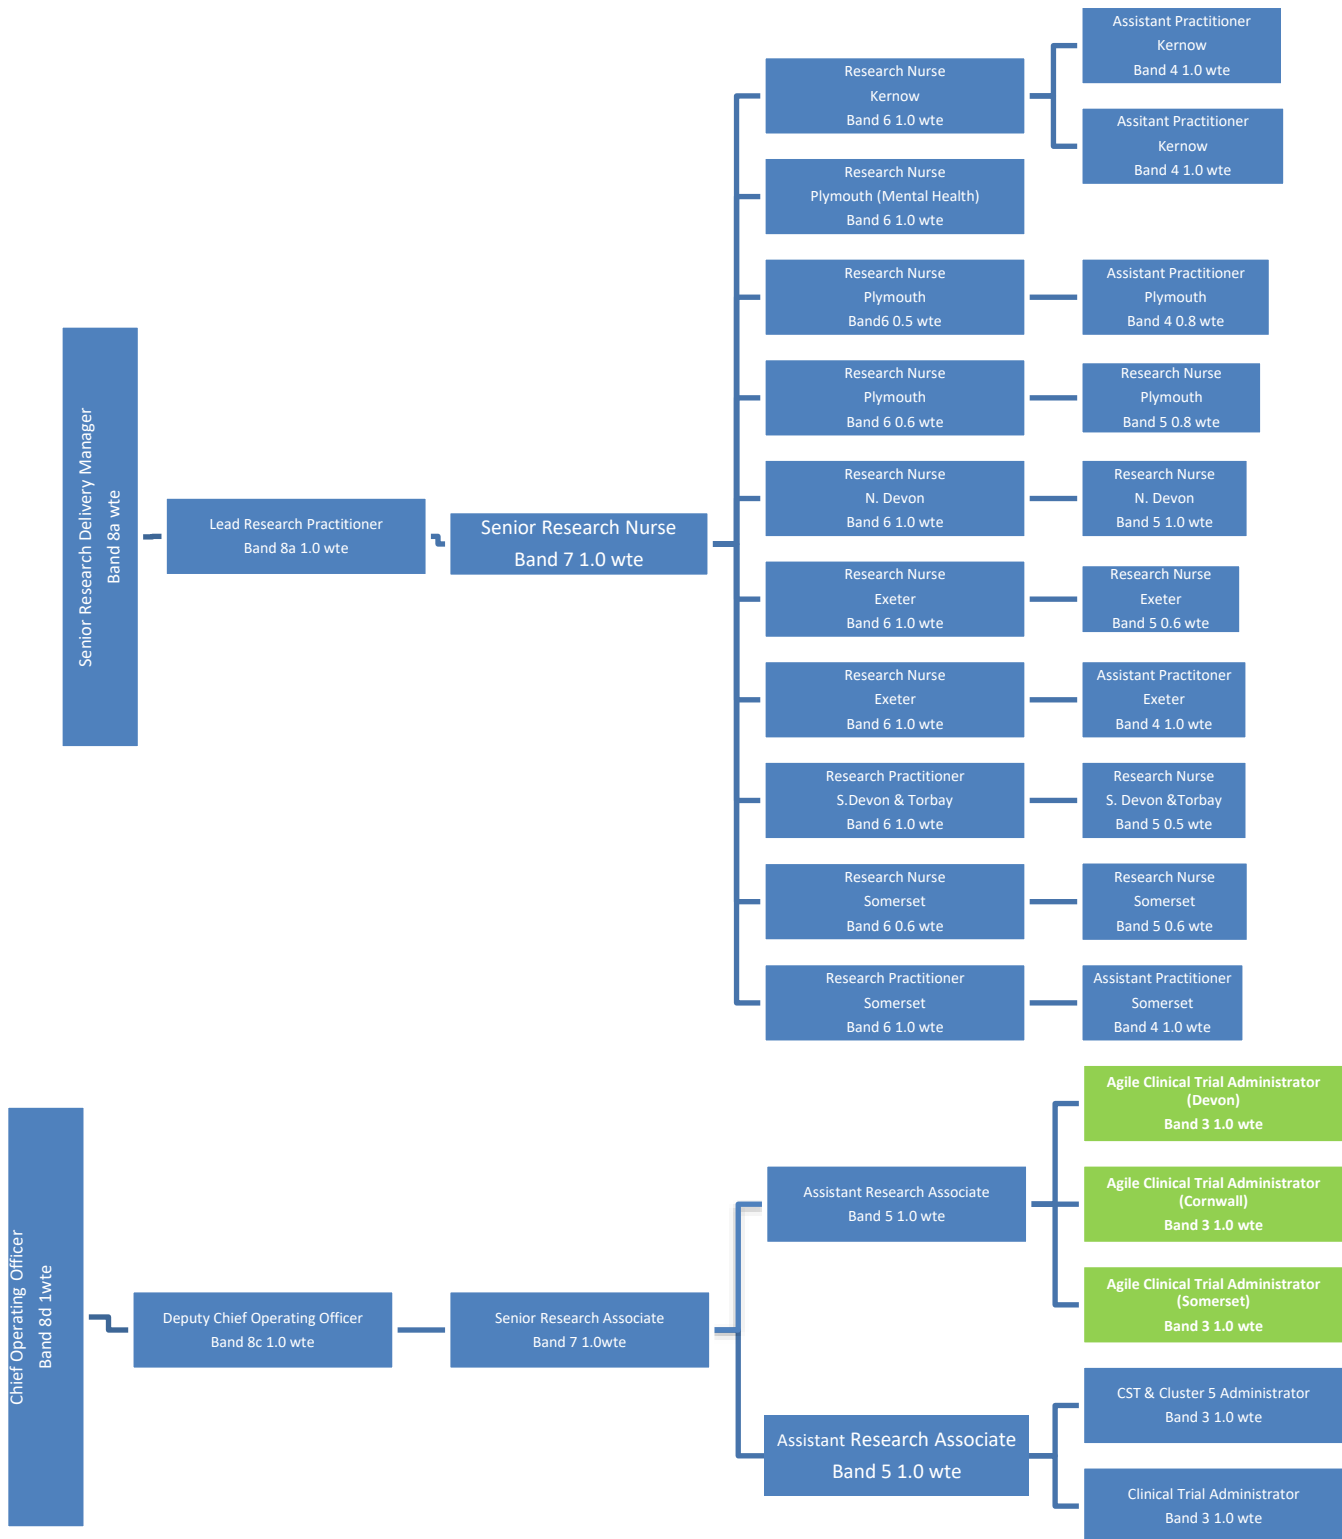 Senior Research Delivery Manager
Band 8a  wte
Lead Research Practitioner
Band 8a 1.0 wte
Senior Research Nurse
Band 7 1.0 wte
Research Nurse
Kernow
Band 6 1.0 wte
Assistant Practitioner
Kernow
Band 4 1.0 wte
Assitant Practitioner
Kernow
Band 4 1.0 wte
Research Nurse
Plymouth (Mental Health)
Band 6 1.0 wte
Research Nurse
Plymouth
Band6 0.5 wte
Assistant Practitioner
Plymouth
Band 4 0.8 wte
Research Nurse
Plymouth
Band 6 0.6 wte
Research Nurse
Plymouth
Band 5 0.8 wte
Research Nurse
N. Devon
Band 6 1.0 wte
Research Nurse
N. Devon
Band 5 1.0 wte
Research Nurse
Exeter
Band 6 1.0 wte
Research Nurse
Exeter
Band 5 0.6 wte
Research Nurse
Exeter
Band 6 1.0 wte
Assistant Practitoner
Exeter
Band 4 1.0 wte
Research Practitioner
S.Devon & Torbay
Band 6 1.0 wte
Research Nurse
S. Devon &Torbay
Band 5 0.5 wte
Research Nurse
Somerset
Band 6 0.6 wte
Research Nurse
Somerset
Band 5 0.6 wte
Research Practitioner
Somerset
Band 6 1.0 wte
Assistant Practitioner
Somerset
Band 4 1.0 wte
Chief Operating Officer
Band 8d 1wte
Deputy Chief Operating Officer
Band 8c 1.0 wte
Senior Research Associate
Band 7 1.0wte
Assistant Research Associate
Band 5 1.0 wte
Agile Clinical Trial Administrator
(Devon)
Band 3 1.0 wte
Agile Clinical Trial Administrator
(Cornwall)
Band 3 1.0 wte
Agile Clinical Trial Administrator
(Somerset)
Band 3 1.0 wte
Assistant Research Associate
Band 5 1.0 wte
CST & Cluster 5 Administrator
Band 3 1.0 wte
Clinical Trial Administrator
Band 3 1.0 wte